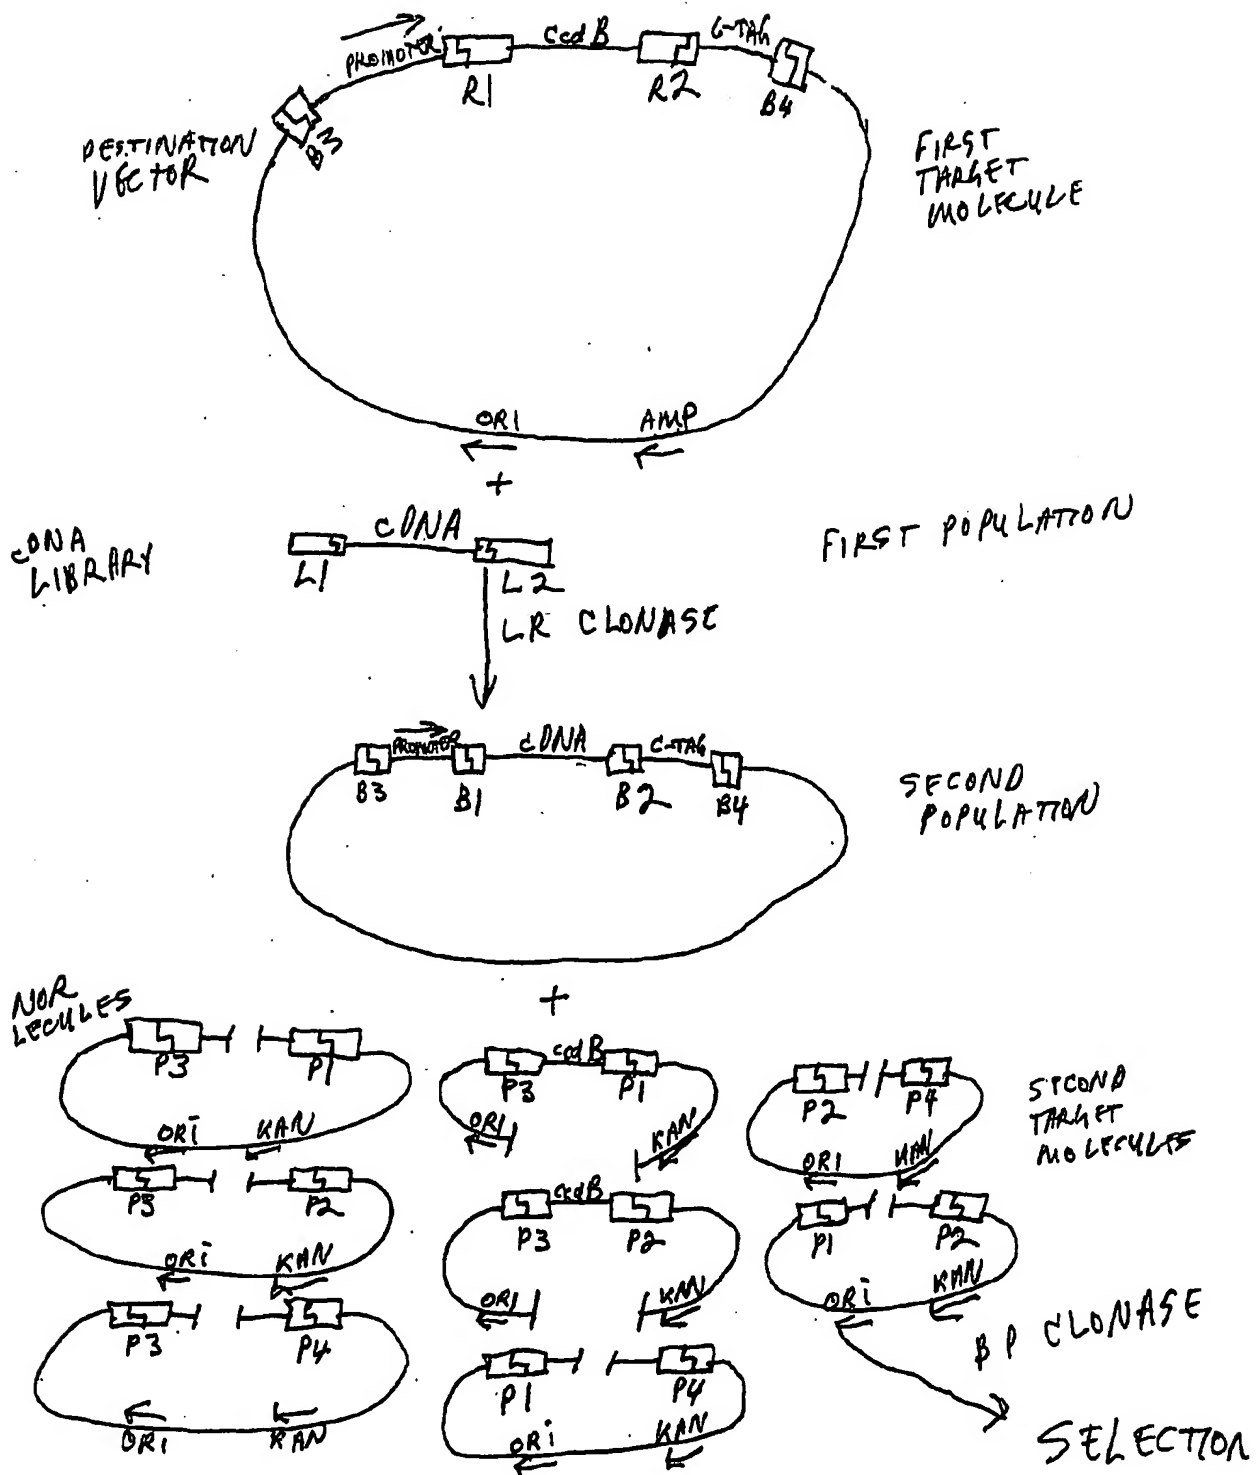 PROMOTER
ccdB
C-TAG
R1
R2
B4
B3
DESTINATION
VECTOR
FIRST
TARGET
MOLECULE
ORI
AMP
+
cDNA
LIBRARY
cDNA
L1
L2
FIRST POPULATION
LR CLONASE
PROMOTER
cDNA
C-TAG
B3
B1
B2
B4
SECOND
POPULATION
+
NOR
LECULES
P3
P1
ORI
KAN
P3
ccdB
P1
ORI
KAN
P2
P4
ORI
KAN
SECOND
TARGET
MOLECULES
P3
P2
ORI
KAN
P3
ccdB
P2
ORI
KAN
P1
P2
ORI
KAN
P3
P4
ORI
KAN
P1
P4
ORI
KAN
BP CLONASE
SELECTION